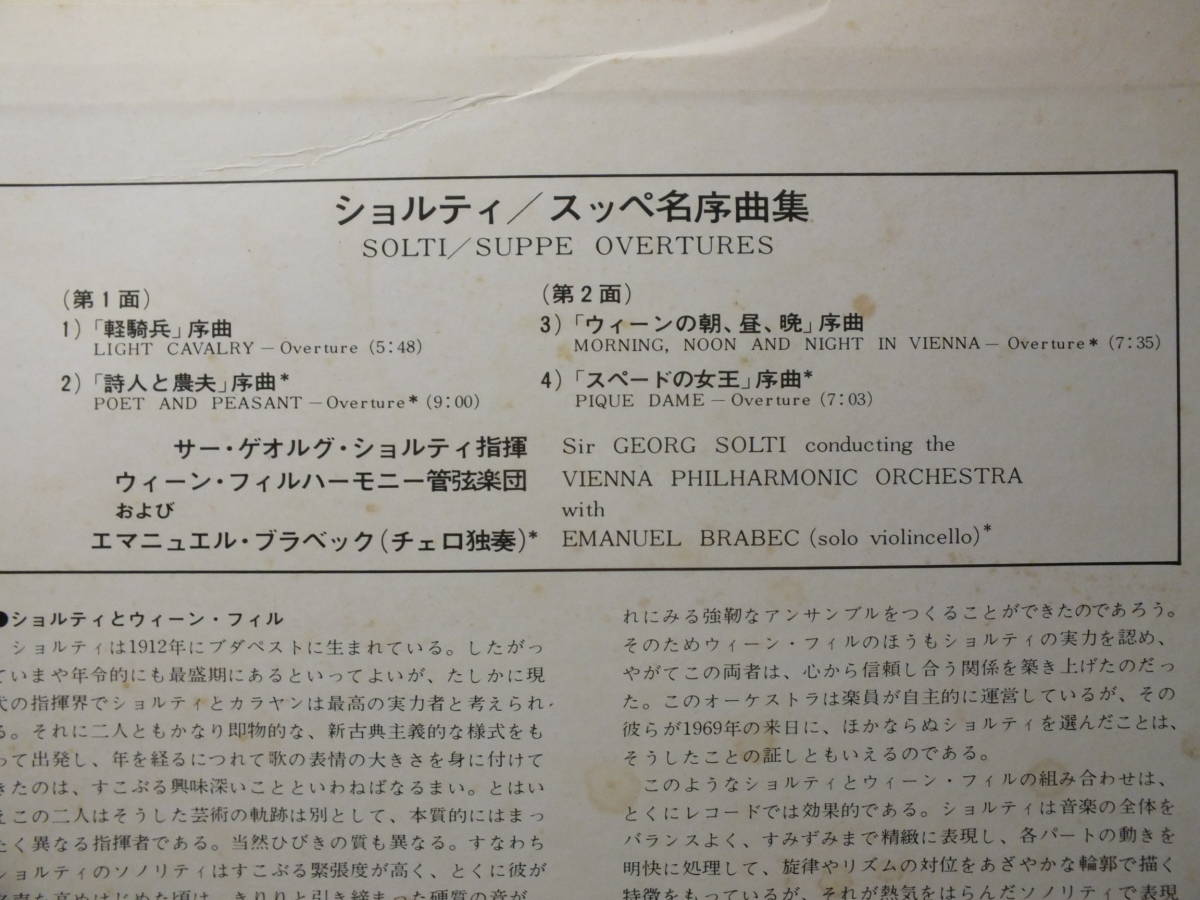 ショルティ/スッペ名序曲集
SOLTI/SUPPE OVERTURES
(第1面)
1)「軽騎兵」序曲
LIGHT CAVALRY—Overture (5:48)
2)「詩人と農夫」序曲*
POET AND PEASANT—Overture* (9:00)
(第2面)
3)「ウィーンの朝、昼、晩」序曲
MORNING, NOON AND NIGHT IN VIENNA—Overture* (7:35)
4)「スペードの女王」序曲*
PIQUE DAME—Overture (7:03)
サー・ゲオルグ・ショルティ指揮
ウィーン・フィルハーモニー管弦楽団
および
エマニュエル・ブラベック(チェロ独奏)*
Sir GEORG SOLTI conducting the
VIENNA PHILHARMONIC ORCHESTRA
with
EMANUEL BRABEC (solo violincello)*
●ショルティとウィーン・フィル
ショルティは1912年にブダペストに生まれている。したがっ
ていまや年令的にも最盛期にあるといってよいが、たしかに現
代の指揮界でショルティとカラヤンは最高の実力者と考えられ
る。それに二人ともかなり即物的な、新古典主義的な様式をも
って出発し、年を経るにつれて歌の表情の大きさを身に付けて
きたのは、すこぶる興味深いことといわねばなるまい。とはい
えこの二人はそうした芸術の軌跡は別として、本質的にはまっ
たく異なる指揮者である。当然ひびきの質も異なる。すなわち
ショルティのソノリティはすこぶる緊張度が高く、とくに彼が
名声を高めはじめた頃は、きりりと引き締まった硬質の音が、
れにみる強靭なアンサンブルをつくることができたのであろう。
そのためウィーン・フィルのほうもショルティの実力を認め、
やがてこの両者は、心から信頼し合う関係を築き上げたのだっ
た。このオーケストラは楽員が自主的に運営しているが、その
彼らが1969年の来日に、ほかならぬショルティを選んだことは、
そうしたことの証しともいえるのである。
このようなショルティとウィーン・フィルの組み合わせは、
とくにレコードでは効果的である。ショルティは音楽の全体を
バランスよく、すみずみまで精緻に表現し、各パートの動きを
明快に処理して、旋律やリズムの対位をあざやかな輪郭で描く
特徴をもっているが、それが熱気をはらんだソノリティで表現